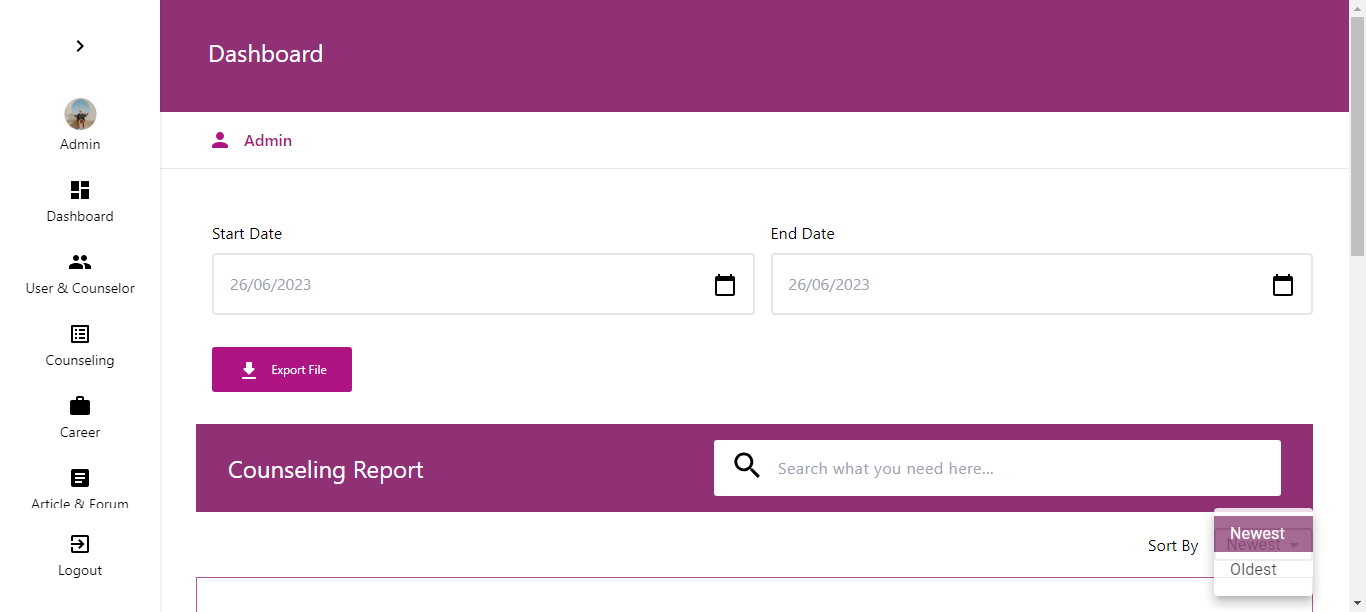 Dashboard
Admin
Admin
Dashboard
User & Counselor
Counseling
Career
Article & Forum
Logout
Start Date
End Date
26/06/2023
26/06/2023
Export File
Counseling Report
Search what you need here...
Sort By
Newest
Newest
Oldest